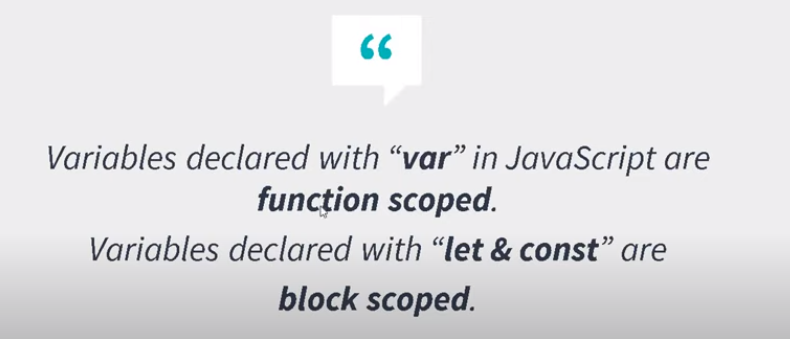 “
Variables declared with “var” in JavaScript are
function scoped.
Variables declared with “let & const” are
block scoped.